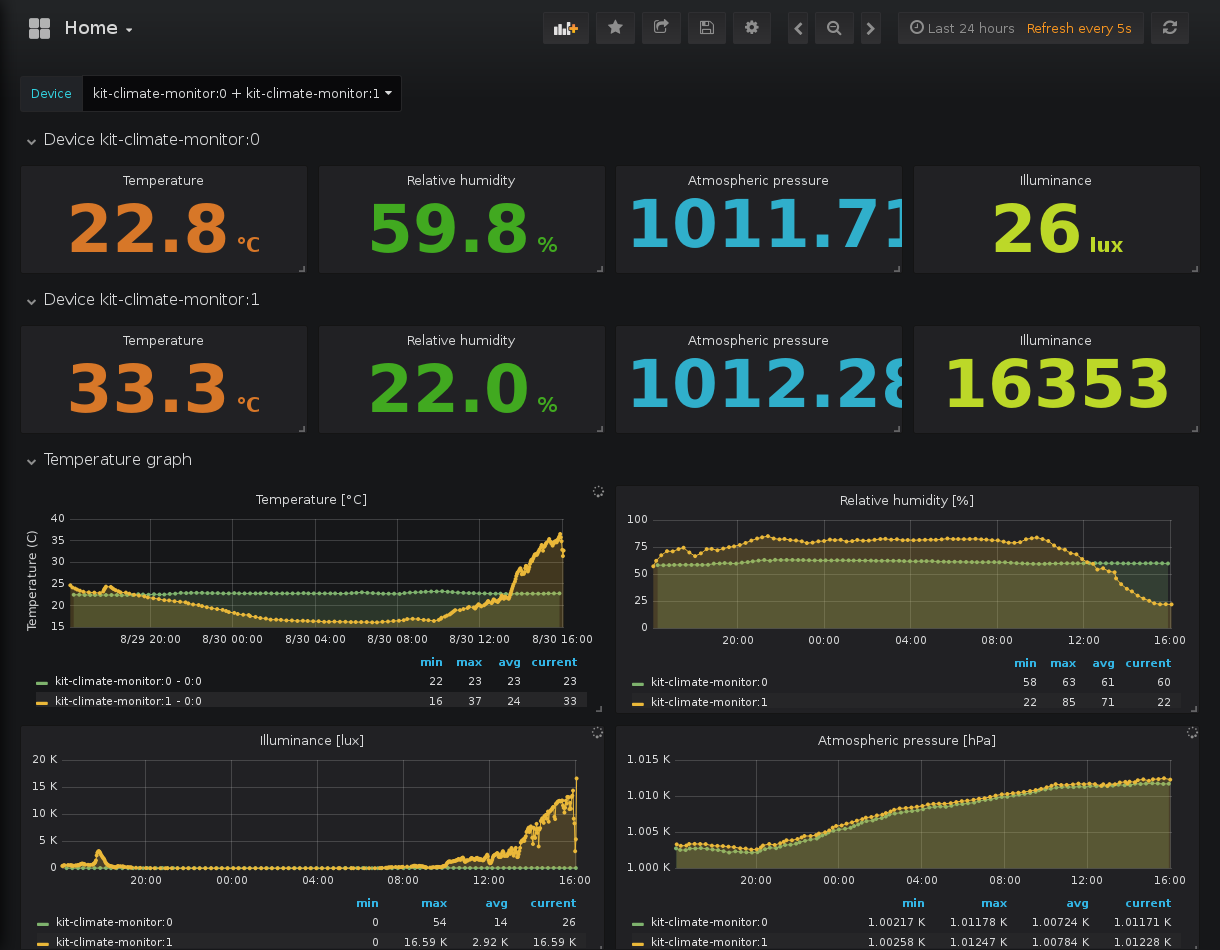 Home
Last 24 hours Refresh every 5s
Device kit-climate-monitor:0 + kit-climate-monitor:1
Device kit-climate-monitor:0
Temperature Relative humidity Atmospheric pressure Illuminance
22.8 °C 59.8 % 1011.71 26 lux
Device kit-climate-monitor:1
Temperature Relative humidity Atmospheric pressure Illuminance
33.3 °C 22.0 % 1012.28 16353
Temperature graph
Temperature [°C]
Temperature (C)
40
35
30
25
20
15
8/29 20:00 8/30 00:00 8/30 04:00 8/30 08:00 8/30 12:00 8/30 16:00
min max avg current
kit-climate-monitor:0 - 0:0 22 23 23 23
kit-climate-monitor:1 - 0:0 16 37 24 33
Relative humidity [%]
100
75
50
25
0
20:00 00:00 04:00 08:00 12:00 16:00
min max avg current
kit-climate-monitor:0 58 63 61 60
kit-climate-monitor:1 22 85 71 22
Illuminance [lux]
20 K
15 K
10 K
5 K
0
20:00 00:00 04:00 08:00 12:00 16:00
min max avg current
kit-climate-monitor:0 0 54 14 26
kit-climate-monitor:1 0 16.59 K 2.92 K 16.59 K
Atmospheric pressure [hPa]
1.015 K
1.010 K
1.005 K
1.000 K
20:00 00:00 04:00 08:00 12:00 16:00
min max avg current
kit-climate-monitor:0 1.00217 K 1.01178 K 1.00724 K 1.01171 K
kit-climate-monitor:1 1.00258 K 1.01247 K 1.00784 K 1.01228 K